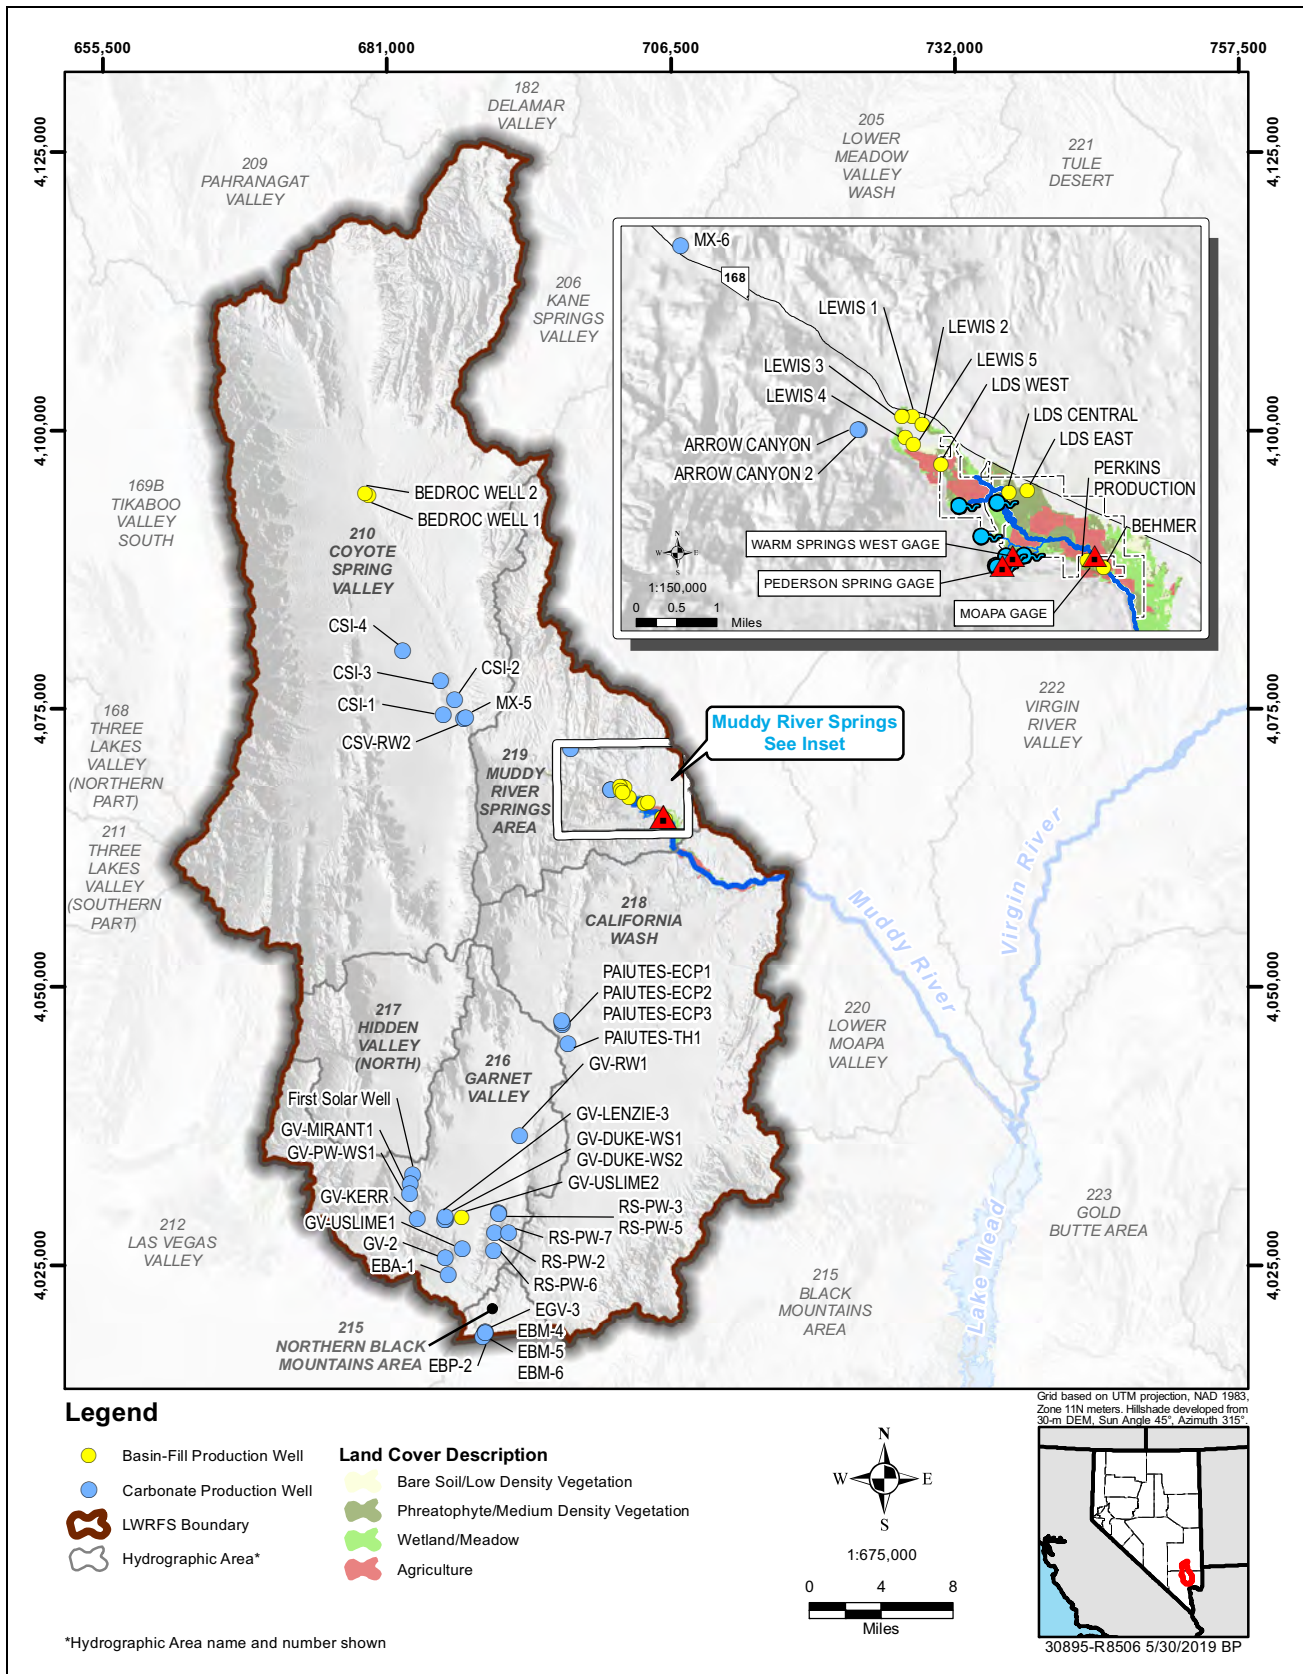 655,500
681,000
706,500
732,000
757,500
4,125,000
4,100,000
4,075,000
4,050,000
4,025,000
4,125,000
4,100,000
4,075,000
4,050,000
4,025,000
182
DELAMAR
VALLEY
209
PAHRANAGAT
VALLEY
205
LOWER
MEADOW
VALLEY
WASH
221
TULE
DESERT
206
KANE
SPRINGS
VALLEY
MX-6
168
LEWIS 1
LEWIS 2
LEWIS 3
LEWIS 5
LEWIS 4
LDS WEST
LDS CENTRAL
ARROW CANYON
LDS EAST
ARROW CANYON 2
PERKINS
PRODUCTION
BEHMER
WARM SPRINGS WEST GAGE
PEDERSON SPRING GAGE
MOAPA GAGE
N
W
E
S
1:150,000
0 0.5 1
Miles
169B
TIKABOO
VALLEY
SOUTH
BEDROC WELL 2
BEDROC WELL 1
210
COYOTE
SPRING
VALLEY
CSI-4
CSI-3
CSI-2
CSI-1
MX-5
CSV-RW2
168
THREE
LAKES
VALLEY
(NORTHERN
PART)
211
THREE
LAKES
VALLEY
(SOUTHERN
PART)
219
MUDDY
RIVER
SPRINGS
AREA
Muddy River Springs
See Inset
222
VIRGIN
RIVER
VALLEY
218
CALIFORNIA
WASH
Muddy River
Virgin River
PAIUTES-ECP1
PAIUTES-ECP2
PAIUTES-ECP3
PAIUTES-TH1
217
HIDDEN
VALLEY
(NORTH)
216
GARNET
VALLEY
GV-RW1
220
LOWER
MOAPA
VALLEY
First Solar Well
GV-MIRANT1
GV-PW-WS1
GV-KERR
GV-USLIME1
GV-2
EBA-1
GV-LENZIE-3
GV-DUKE-WS1
GV-DUKE-WS2
GV-USLIME2
RS-PW-3
RS-PW-5
RS-PW-7
RS-PW-2
RS-PW-6
212
LAS VEGAS
VALLEY
223
GOLD
BUTTE AREA
Lake Mead
215
BLACK
MOUNTAINS
AREA
215
NORTHERN BLACK
MOUNTAINS AREA
EGV-3
EBM-4
EBM-5
EBM-6
EBP-2
Legend
Basin-Fill Production Well
Carbonate Production Well
LWRFS Boundary
Hydrographic Area*
Land Cover Description
Bare Soil/Low Density Vegetation
Phreatophyte/Medium Density Vegetation
Wetland/Meadow
Agriculture
N
W
E
S
1:675,000
0 4 8
Miles
Grid based on UTM projection, NAD 1983,
Zone 11N meters. Hillshade developed from
30-m DEM, Sun Angle 45°, Azimuth 315°.
*Hydrographic Area name and number shown
30895-R8506 5/30/2019 BP